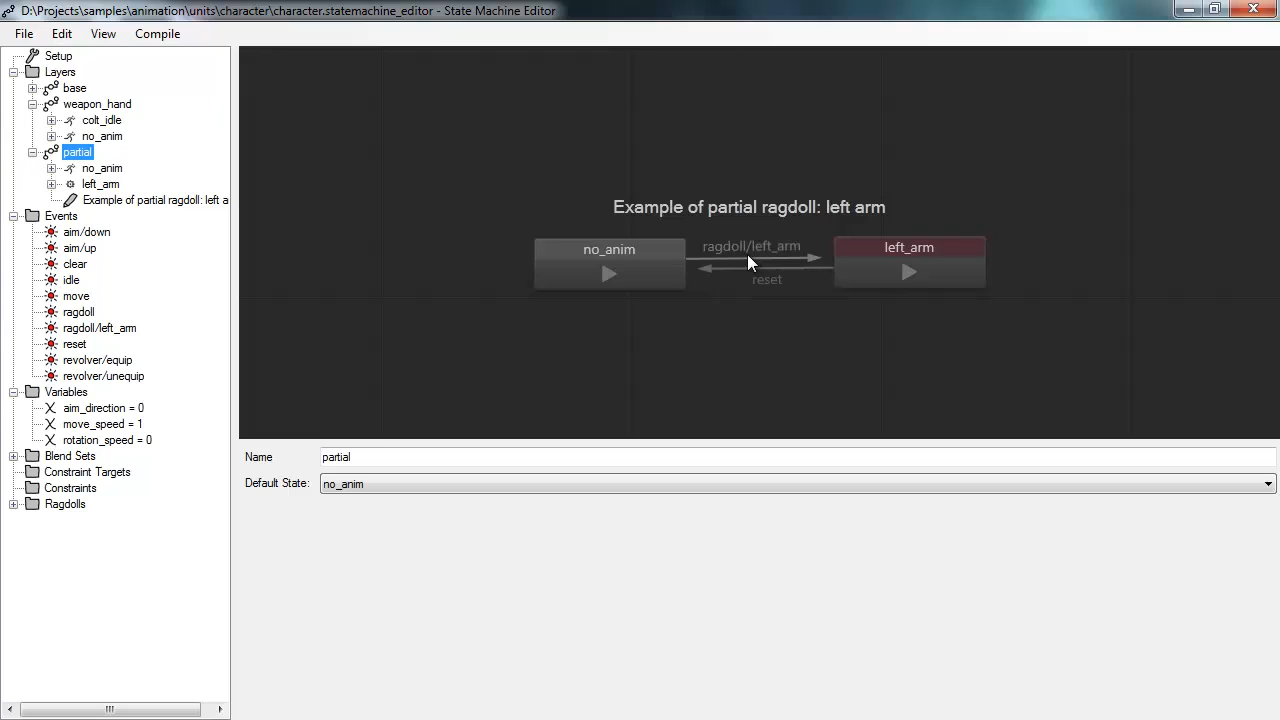 D:\Projects\samples\animation\units\character\character.statemachine_editor - State Machine Editor
File Edit View Compile
Setup
Layers
base
weapon_hand
colt_idle
no_anim
partial
no_anim
left_arm
Example of partial ragdoll: left a
Events
aim/down
aim/up
clear
idle
move
ragdoll
ragdoll/left_arm
reset
revolver/equip
revolver/unequip
Variables
aim_direction = 0
move_speed = 1
rotation_speed = 0
Blend Sets
Constraint Targets
Constraints
Ragdolls
Example of partial ragdoll: left arm
no_anim
ragdoll/left_arm
left_arm
reset
Name partial
Default State: no_anim